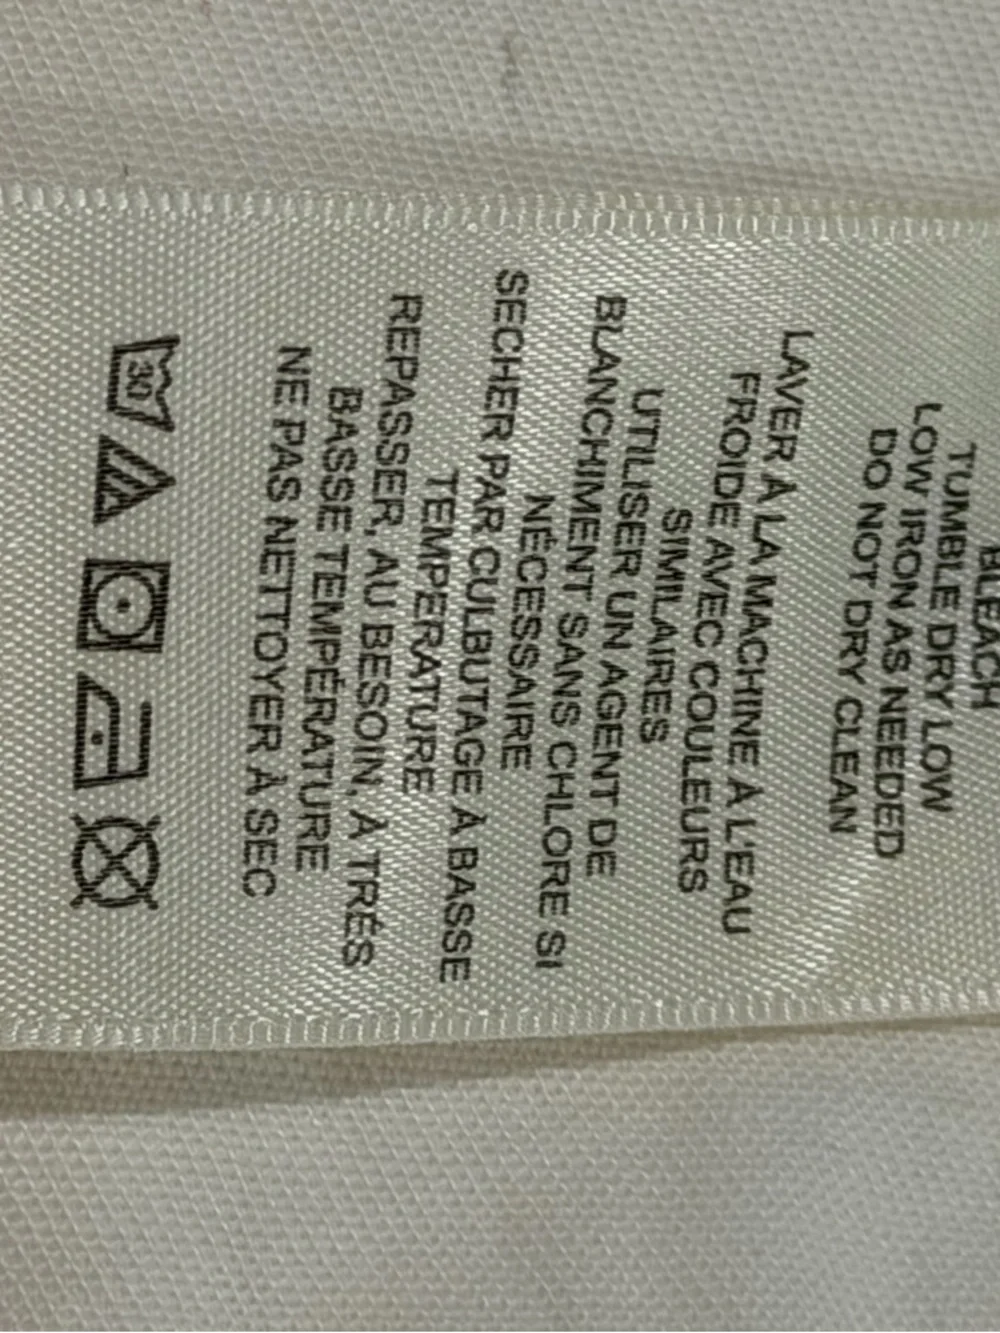 BLEACH
TUMBLE DRY LOW
LOW IRON AS NEEDED
DO NOT DRY CLEAN
LAVER À LA MACHINE À L'EAU
FROIDE AVEC COULEURS
SIMILAIRES
UTILISER UN AGENT DE
BLANCHIMENT SANS CHLORE SI
NÉCESSAIRE
SECHER PAR CULBUTAGE À BASSE
TEMPERATURE
REPASSER, AU BESOIN, À TRÉS
BASSE TEMPÉRATURE
NE PAS NETTOYER À SEC
30